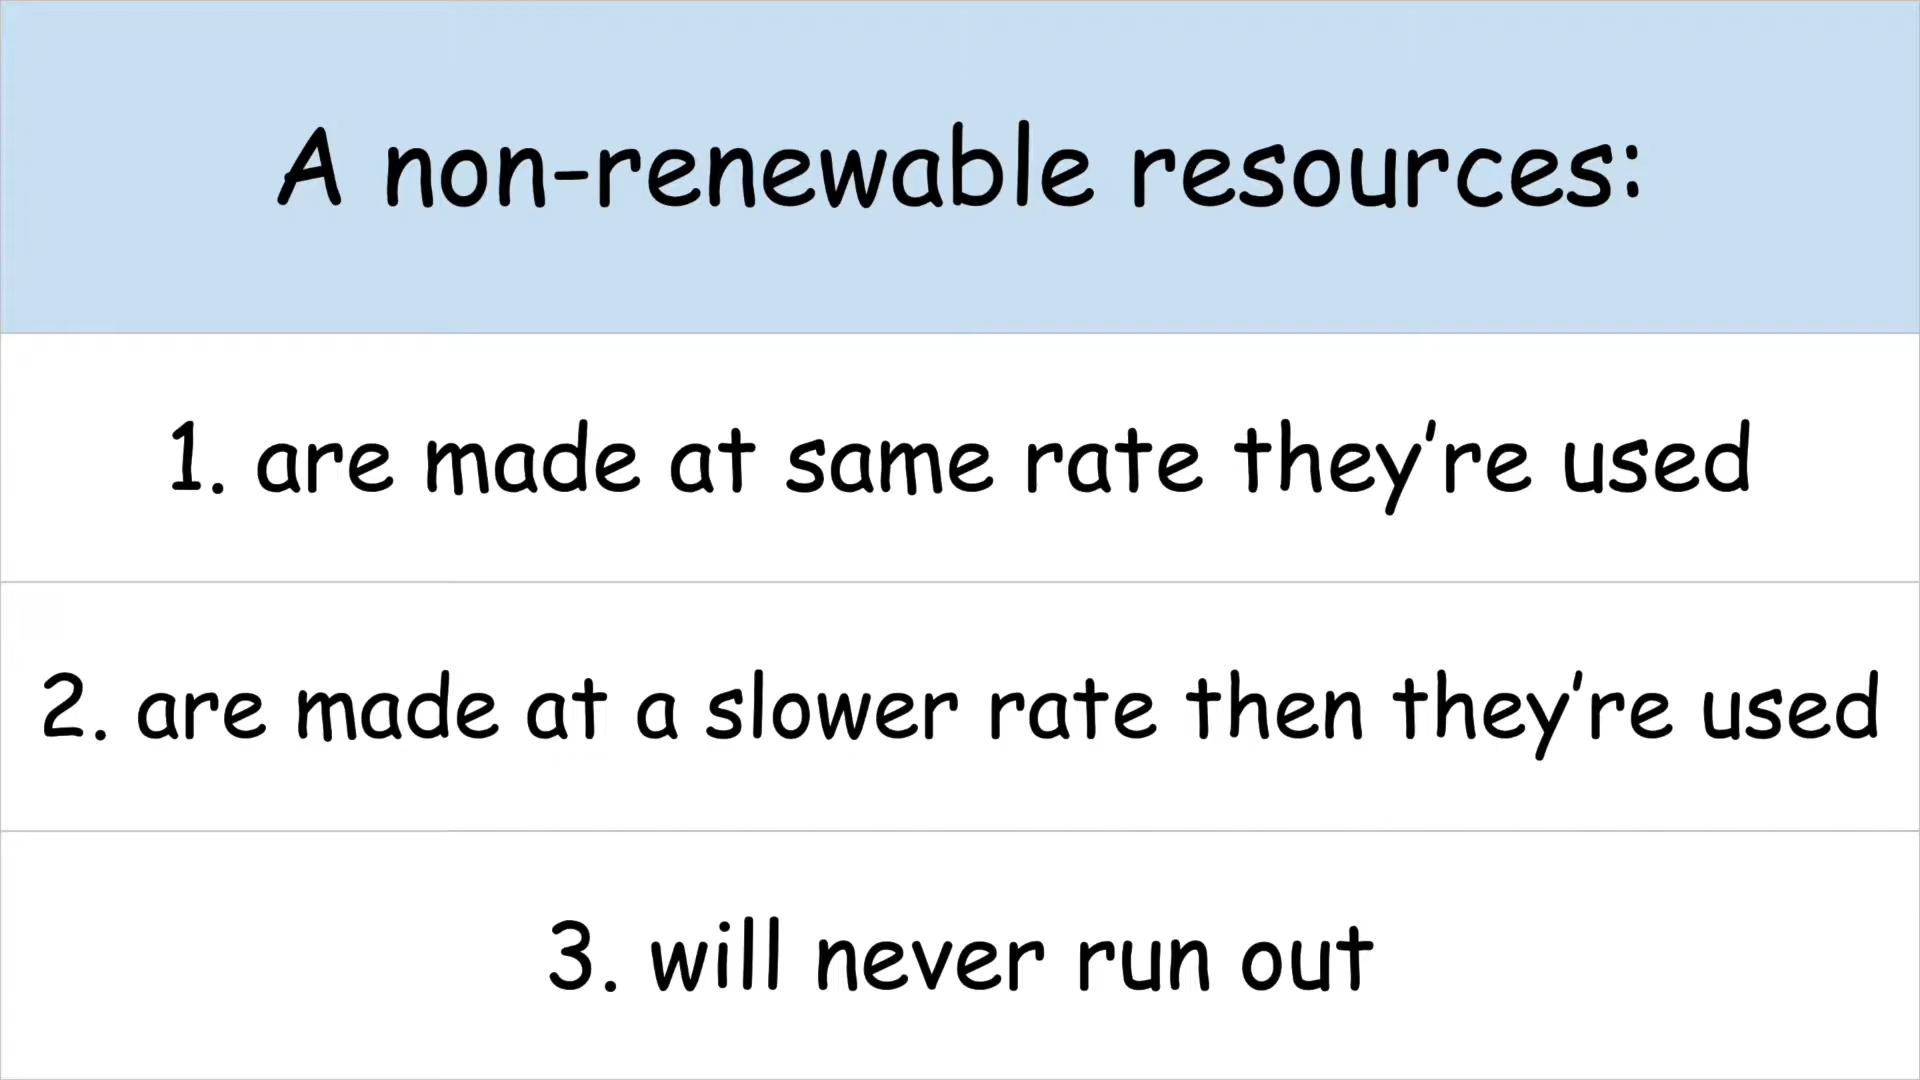 A non-renewable resources:
1. are made at same rate they’re used
2. are made at a slower rate then they’re used
3. will never run out